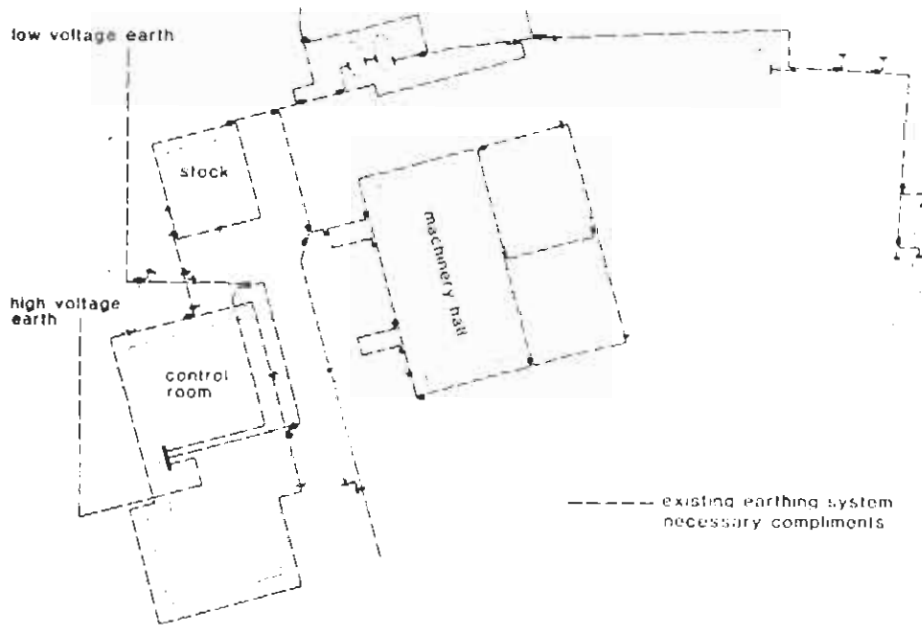 low voltage earth
stock
machinery hall
high voltage
earth
control
room
existing earthing system
necessary compliments